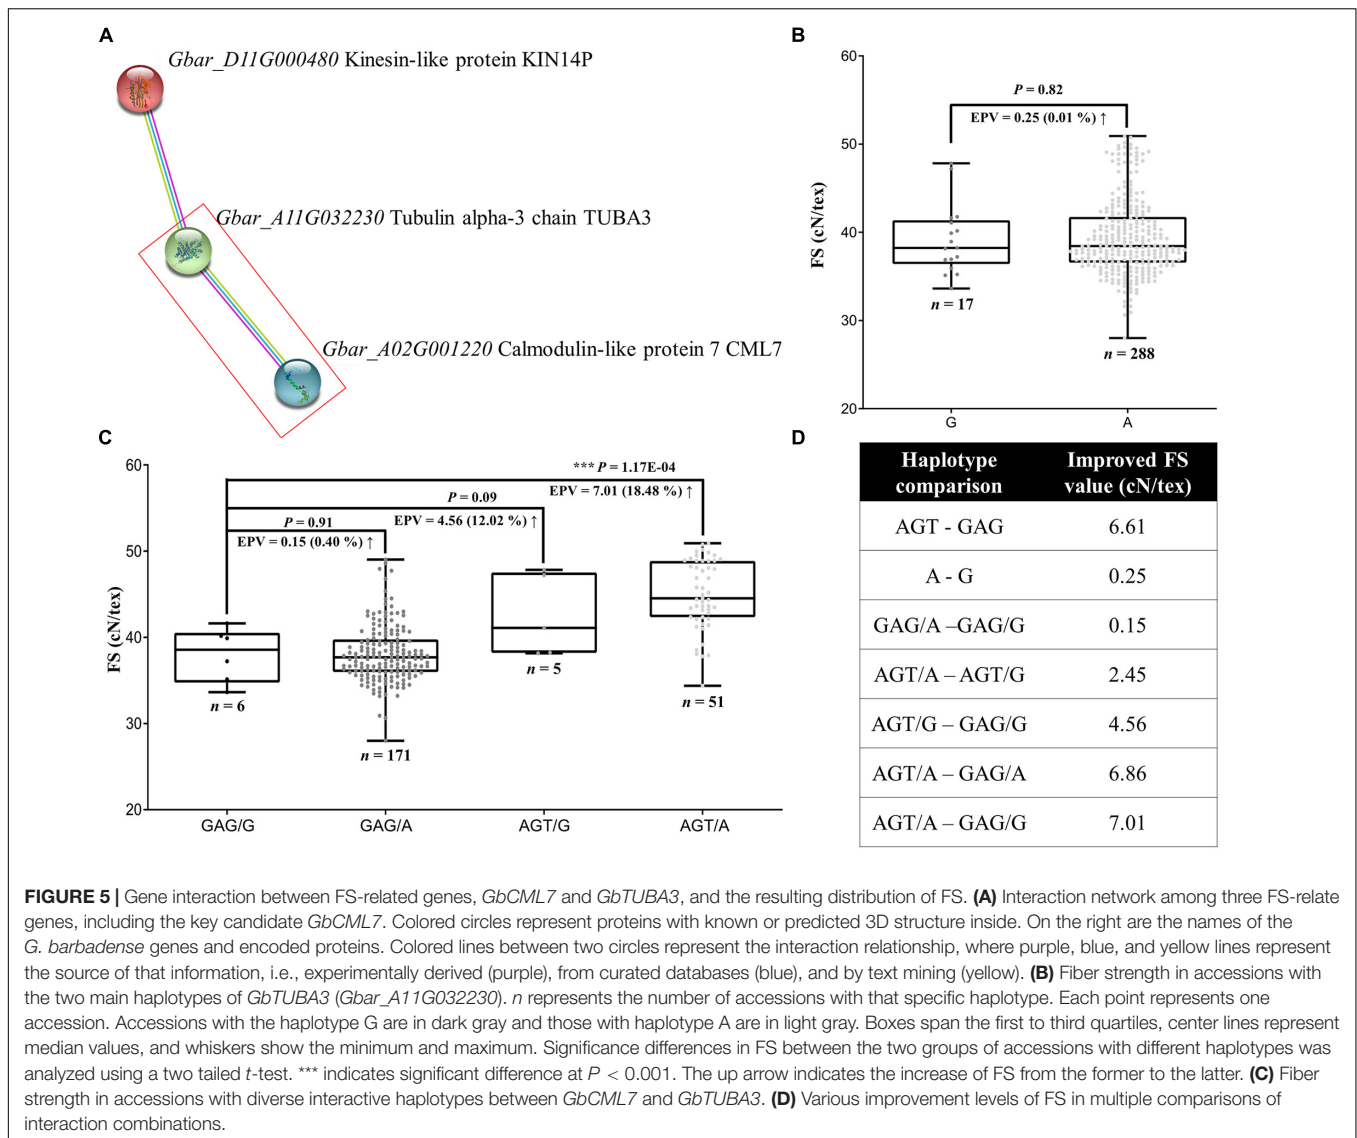 A
Gbar_D11G000480 Kinesin-like protein KIN14P
Gbar_A11G032230 Tubulin alpha-3 chain TUBA3
Gbar_A02G001220 Calmodulin-like protein 7 CML7
B
60
50
40
30
20
FS (cN/tex)
P = 0.82
EPV = 0.25 (0.01 %) ↑
n = 17
n = 288
G
A
C
60
50
40
30
20
FS (cN/tex)
*** P = 1.17E-04
EPV = 7.01 (18.48 %) ↑
P = 0.09
EPV = 4.56 (12.02 %) ↑
P = 0.91
EPV = 0.15 (0.40 %) ↑
n = 6
n = 171
n = 5
n = 51
GAG/G
GAG/A
AGT/G
AGT/A
D
Haplotype comparison
Improved FS value (cN/tex)
AGT - GAG 6.61
A - G 0.25
GAG/A –GAG/G 0.15
AGT/A – AGT/G 2.45
AGT/G – GAG/G 4.56
AGT/A – GAG/A 6.86
AGT/A – GAG/G 7.01
FIGURE 5 | Gene interaction between FS-related genes, GbCML7 and GbTUBA3, and the resulting distribution of FS. (A) Interaction network among three FS-relate
genes, including the key candidate GbCML7. Colored circles represent proteins with known or predicted 3D structure inside. On the right are the names of the
G. barbadense genes and encoded proteins. Colored lines between two circles represent the interaction relationship, where purple, blue, and yellow lines represent
the source of that information, i.e., experimentally derived (purple), from curated databases (blue), and by text mining (yellow). (B) Fiber strength in accessions with
the two main haplotypes of GbTUBA3 (Gbar_A11G032230). n represents the number of accessions with that specific haplotype. Each point represents one
accession. Accessions with the haplotype G are in dark gray and those with haplotype A are in light gray. Boxes span the first to third quartiles, center lines represent
median values, and whiskers show the minimum and maximum. Significance differences in FS between the two groups of accessions with different haplotypes was
analyzed using a two tailed t-test. *** indicates significant difference at P < 0.001. The up arrow indicates the increase of FS from the former to the latter. (C) Fiber
strength in accessions with diverse interactive haplotypes between GbCML7 and GbTUBA3. (D) Various improvement levels of FS in multiple comparisons of
interaction combinations.